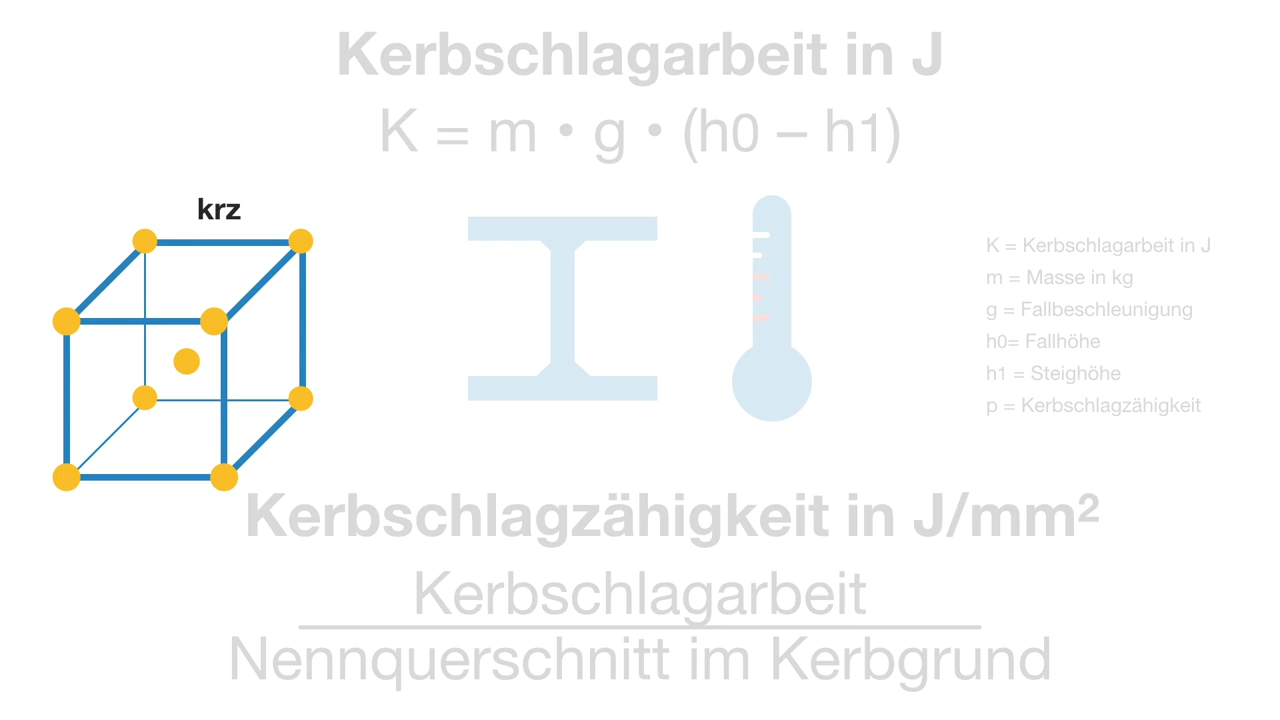 Kerbschlagarbeit in J
K = m • g • (h0 – h1)
krz
K = Kerbschlagarbeit in J
m = Masse in kg
g = Fallbeschleunigung
h0= Fallhöhe
h1 = Steighöhe
p = Kerbschlagzähigkeit
Kerbschlagzähigkeit in J/mm²
Kerbschlagarbeit
Nennquerschnitt im Kerbgrund